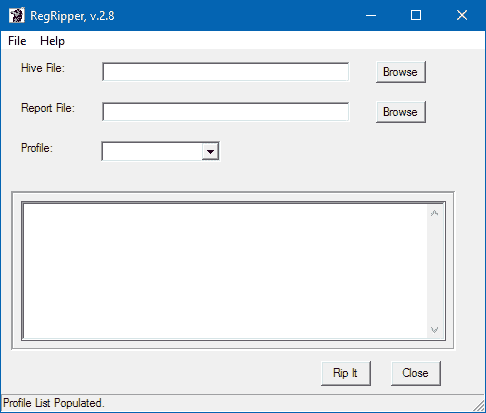 RegRipper, v.2.8
File Help
Hive File: Browse
Report File: Browse
Profile:
Rip It Close
Profile List Populated.